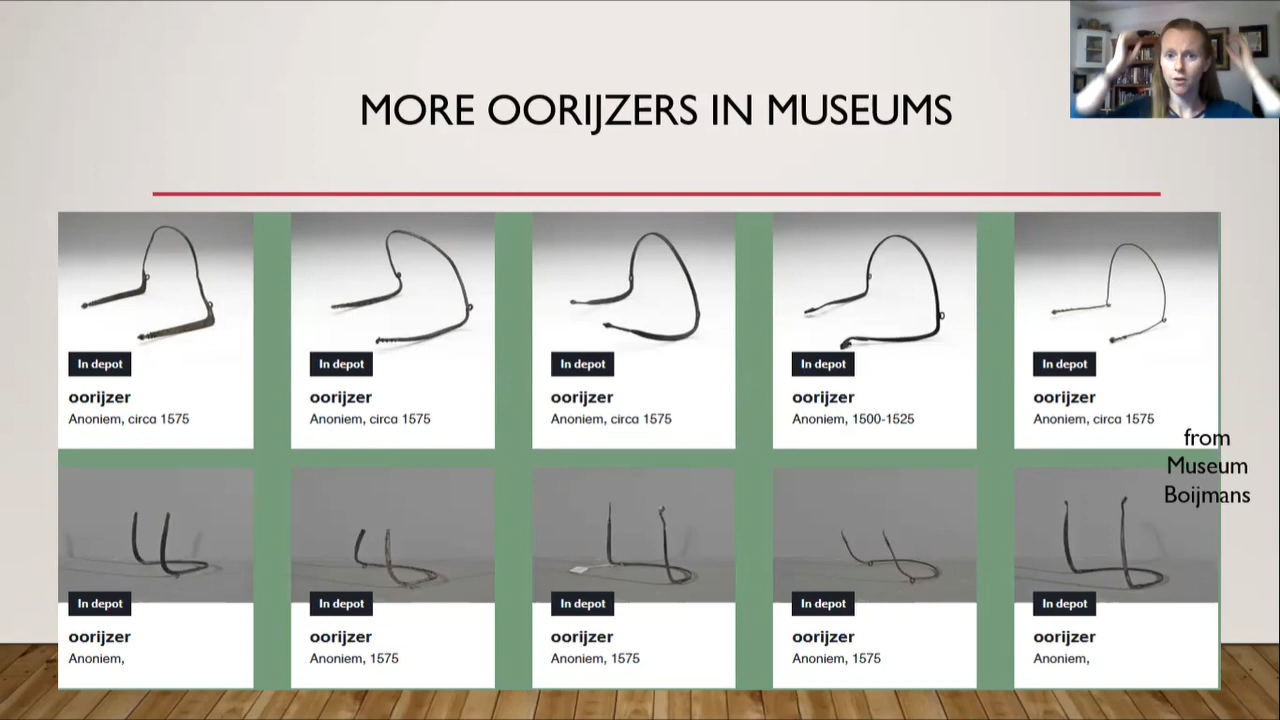 MORE OORIJZERS IN MUSEUMS
In depot
oorijzer
Anoniem, circa 1575
In depot
oorijzer
Anoniem, circa 1575
In depot
oorijzer
Anoniem, circa 1575
In depot
oorijzer
Anoniem, 1500-1525
In depot
oorijzer
Anoniem, circa 1575
from
Museum
Boijmans
In depot
oorijzer
Anoniem,
In depot
oorijzer
Anoniem, 1575
In depot
oorijzer
Anoniem, 1575
In depot
oorijzer
Anoniem, 1575
In depot
oorijzer
Anoniem,